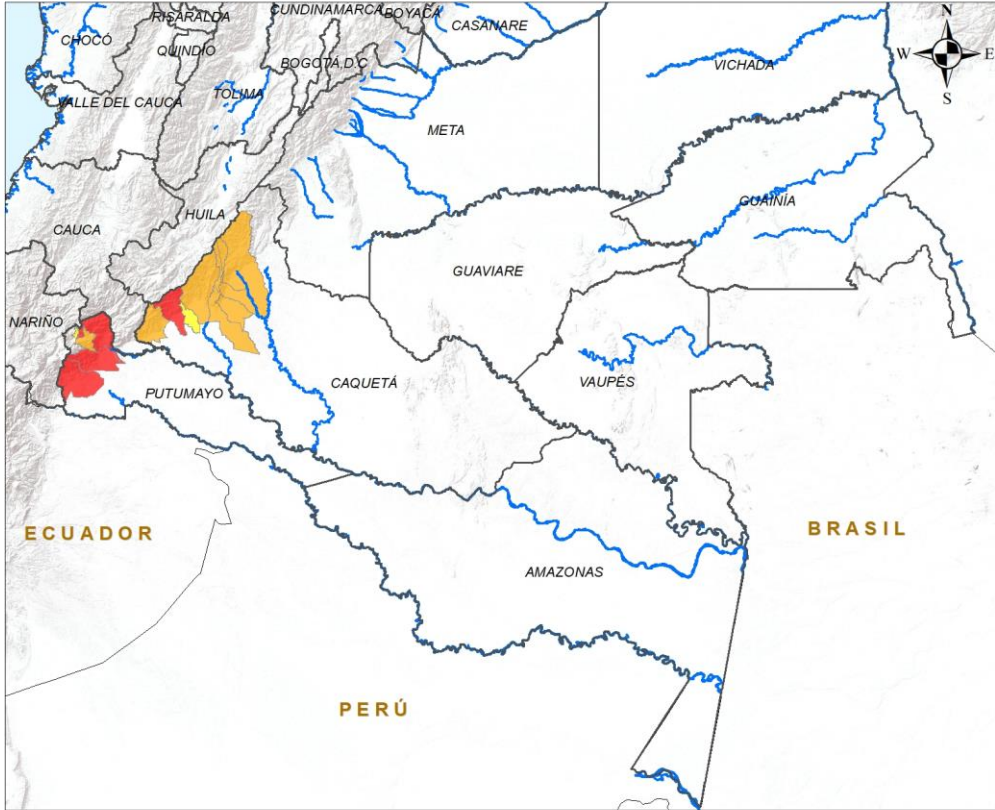 RISARALDA
CUNDINAMARCA
BOYACÁ
CASANARE
N
CHOCÓ
QUINDIO
BOGOTÁ D.C
VICHADA
W
E
S
TOLIMA
VALLE DEL CAUCA
META
GUAINÍA
HUILA
CAUCA
GUAVIARE
NARIÑO
CAQUETÁ
VAUPÉS
PUTUMAYO
ECUADOR
BRASIL
AMAZONAS
PERÚ